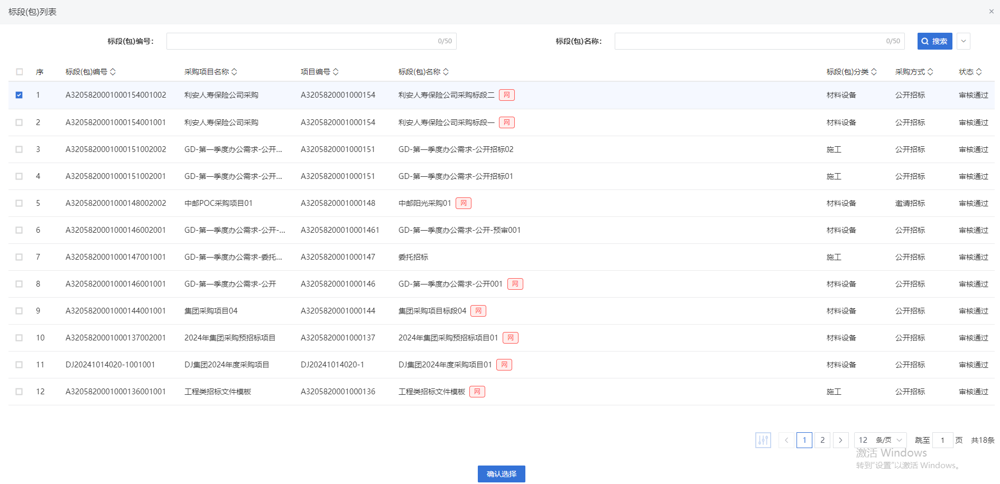 标段(包)列表
×
标段(包)编号： 0/50 标段(包)名称： 0/50 搜索
序 标段(包)编号 采购项目名称 项目编号 标段(包)名称 标段(包)分类 采购方式 状态
1 A3205820001000154001002 利安人寿保险公司采购 A3205820001000154 利安人寿保险公司采购标段二 网 材料设备 公开招标 审核通过
2 A3205820001000154001001 利安人寿保险公司采购 A3205820001000154 利安人寿保险公司采购标段一 网 材料设备 公开招标 审核通过
3 A3205820001000151002002 GD-第一季度办公需求-公开... A3205820001000151 GD-第一季度办公需求-公开招标02 施工 公开招标 审核通过
4 A3205820001000151002001 GD-第一季度办公需求-公开... A3205820001000151 GD-第一季度办公需求-公开招标01 施工 公开招标 审核通过
5 A3205820001000148002002 中邮POC采购项目01 A3205820001000148 中邮阳光采购01 网 材料设备 邀请招标 审核通过
6 A3205820001000146002001 GD-第一季度办公需求-公开-... A32058200010001461 GD-第一季度办公需求-公开-预审001 材料设备 公开招标 审核通过
7 A3205820001000147001001 GD-第一季度办公需求-委托... A3205820001000147 委托招标 施工 公开招标 审核通过
8 A3205820001000146001001 GD-第一季度办公需求-公开 A3205820001000146 GD-第一季度办公需求-公开001 网 材料设备 公开招标 审核通过
9 A3205820001000144001001 集团采购项目04 A3205820001000144 集团采购项目标段04 网 材料设备 公开招标 审核通过
10 A3205820001000137002001 2024年集团采购预招标项目 A3205820001000137 2024年集团采购预招标项目01 网 材料设备 公开招标 审核通过
11 DJ20241014020-1001001 DJ集团2024年度采购项目 DJ20241014020-1 DJ集团2024年度采购项目01 网 材料设备 公开招标 审核通过
12 A3205820001000136001001 工程类招标文件模板 A3205820001000136 工程类招标文件模板 网 施工 公开招标 审核通过
1 2 12 条/页 跳至 1 页 共18条
激活 Windows
转到"设置"以激活 Windows。
确认选择